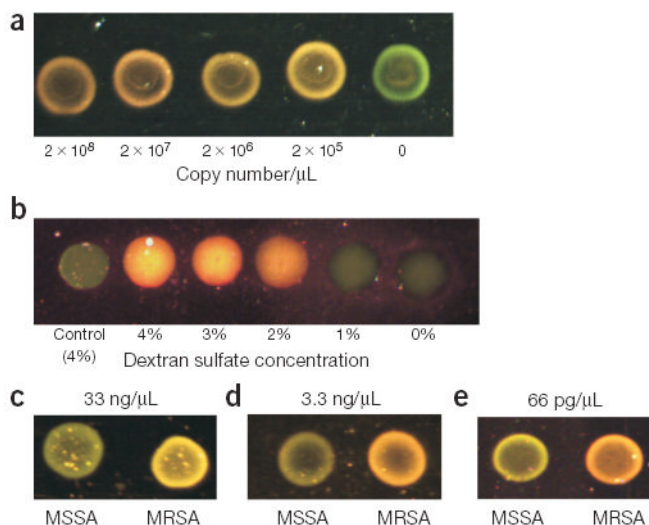 a
2 × 10⁸ 2 × 10⁷ 2 × 10⁶ 2 × 10⁵ 0
Copy number/μL
b
Control 4% 3% 2% 1% 0%
(4%) Dextran sulfate concentration
c 33 ng/μL d 3.3 ng/μL e 66 pg/μL
MSSA MRSA MSSA MRSA MSSA MRSA